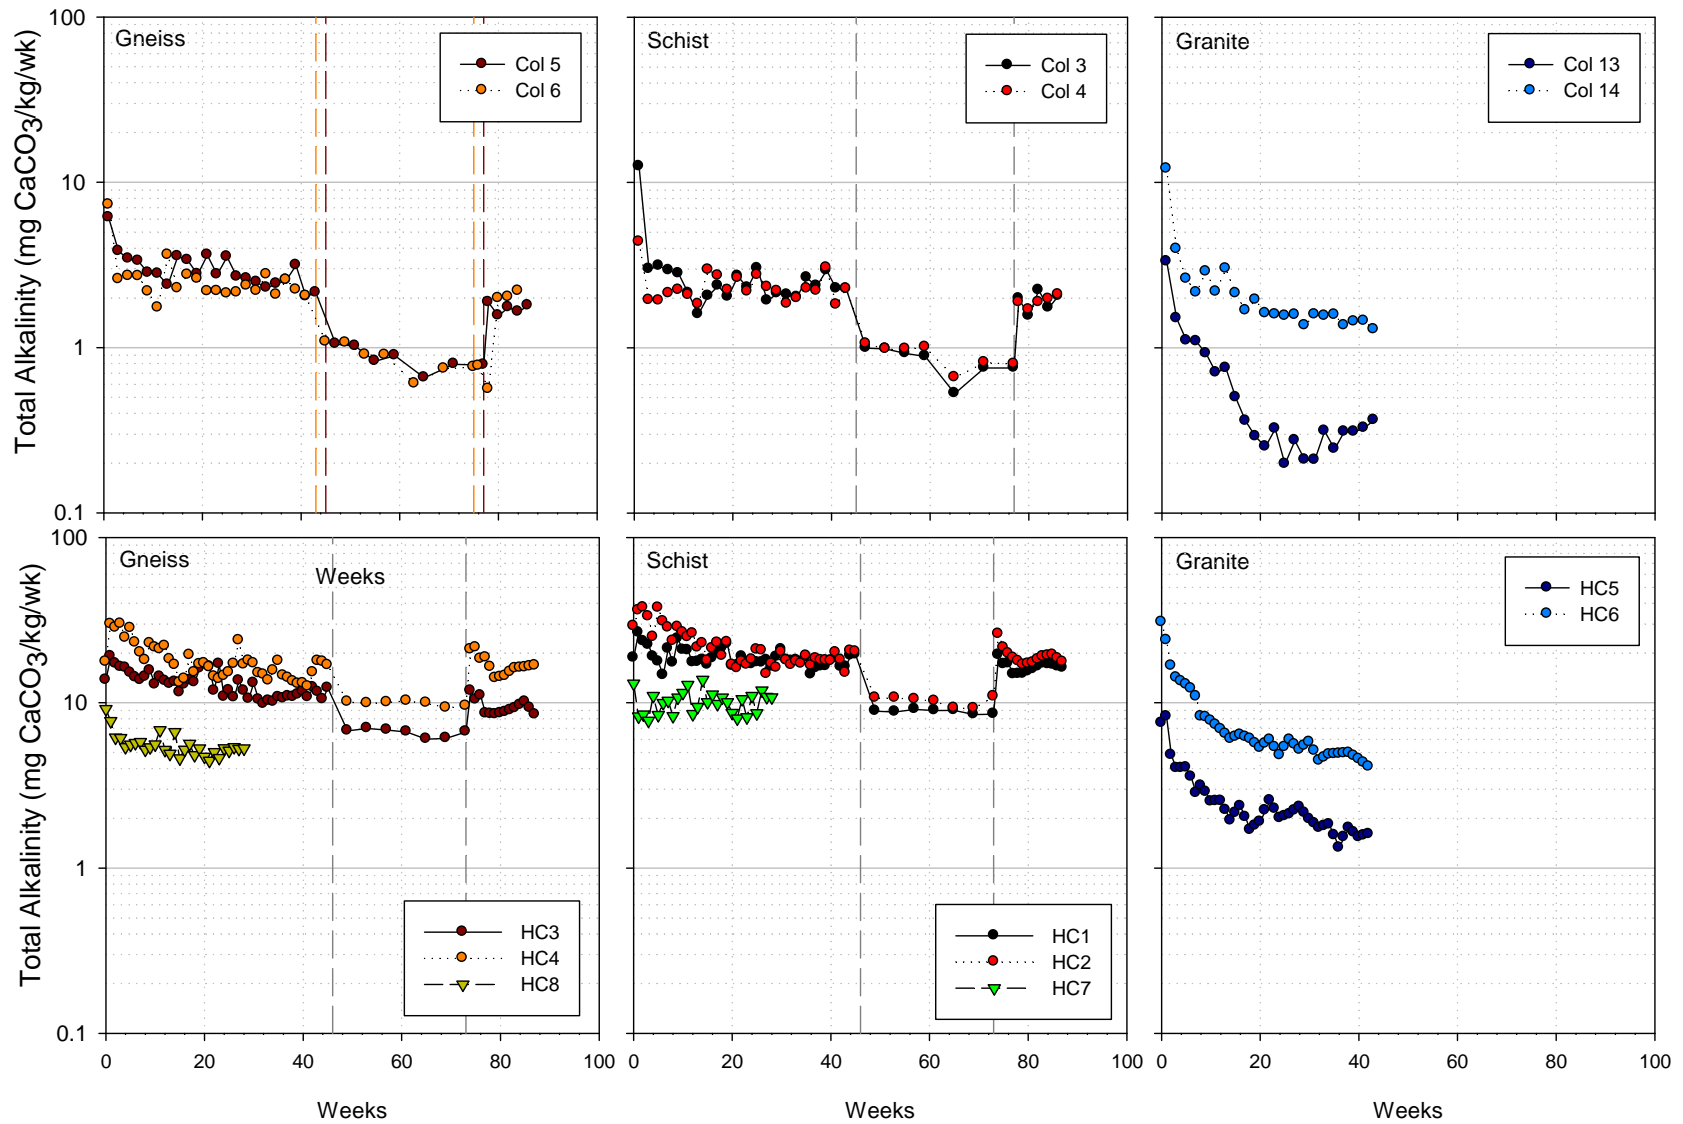 Total Alkalinity (mg CaCO3/kg/wk)
100
10
1
0.1
Gneiss
Col 5
Col 6
Schist
Col 3
Col 4
Granite
Col 13
Col 14
Total Alkalinity (mg CaCO3/kg/wk)
100
10
1
0.1
Gneiss
Weeks
HC3
HC4
HC8
0 20 40 60 80 100
Weeks
Schist
HC1
HC2
HC7
0 20 40 60 80 100
Weeks
Granite
HC5
HC6
0 20 40 60 80 100
Weeks